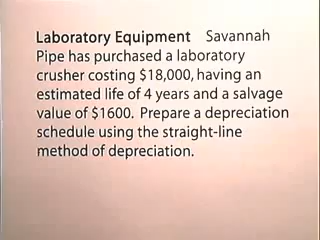 Laboratory Equipment Savannah
Pipe has purchased a laboratory
crusher costing $18,000, having an
estimated life of 4 years and a salvage
value of $1600. Prepare a depreciation
schedule using the straight-line
method of depreciation.